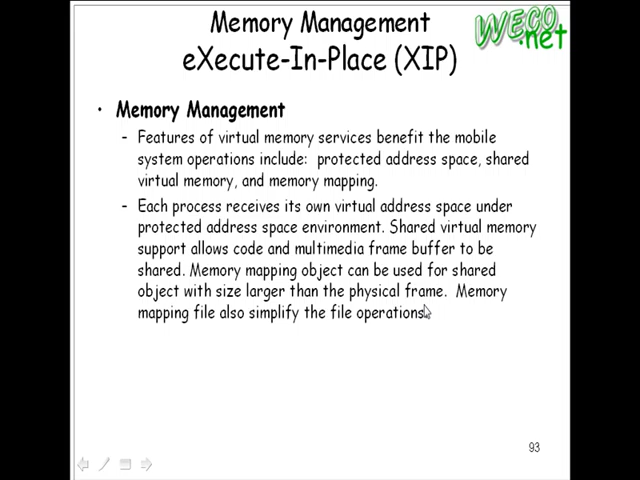 Memory Management
eXecute-In-Place (XIP)
WECO
.net
• Memory Management
- Features of virtual memory services benefit the mobile
system operations include: protected address space, shared
virtual memory, and memory mapping.
- Each process receives its own virtual address space under
protected address space environment. Shared virtual memory
support allows code and multimedia frame buffer to be
shared. Memory mapping object can be used for shared
object with size larger than the physical frame. Memory
mapping file also simplify the file operations.
93